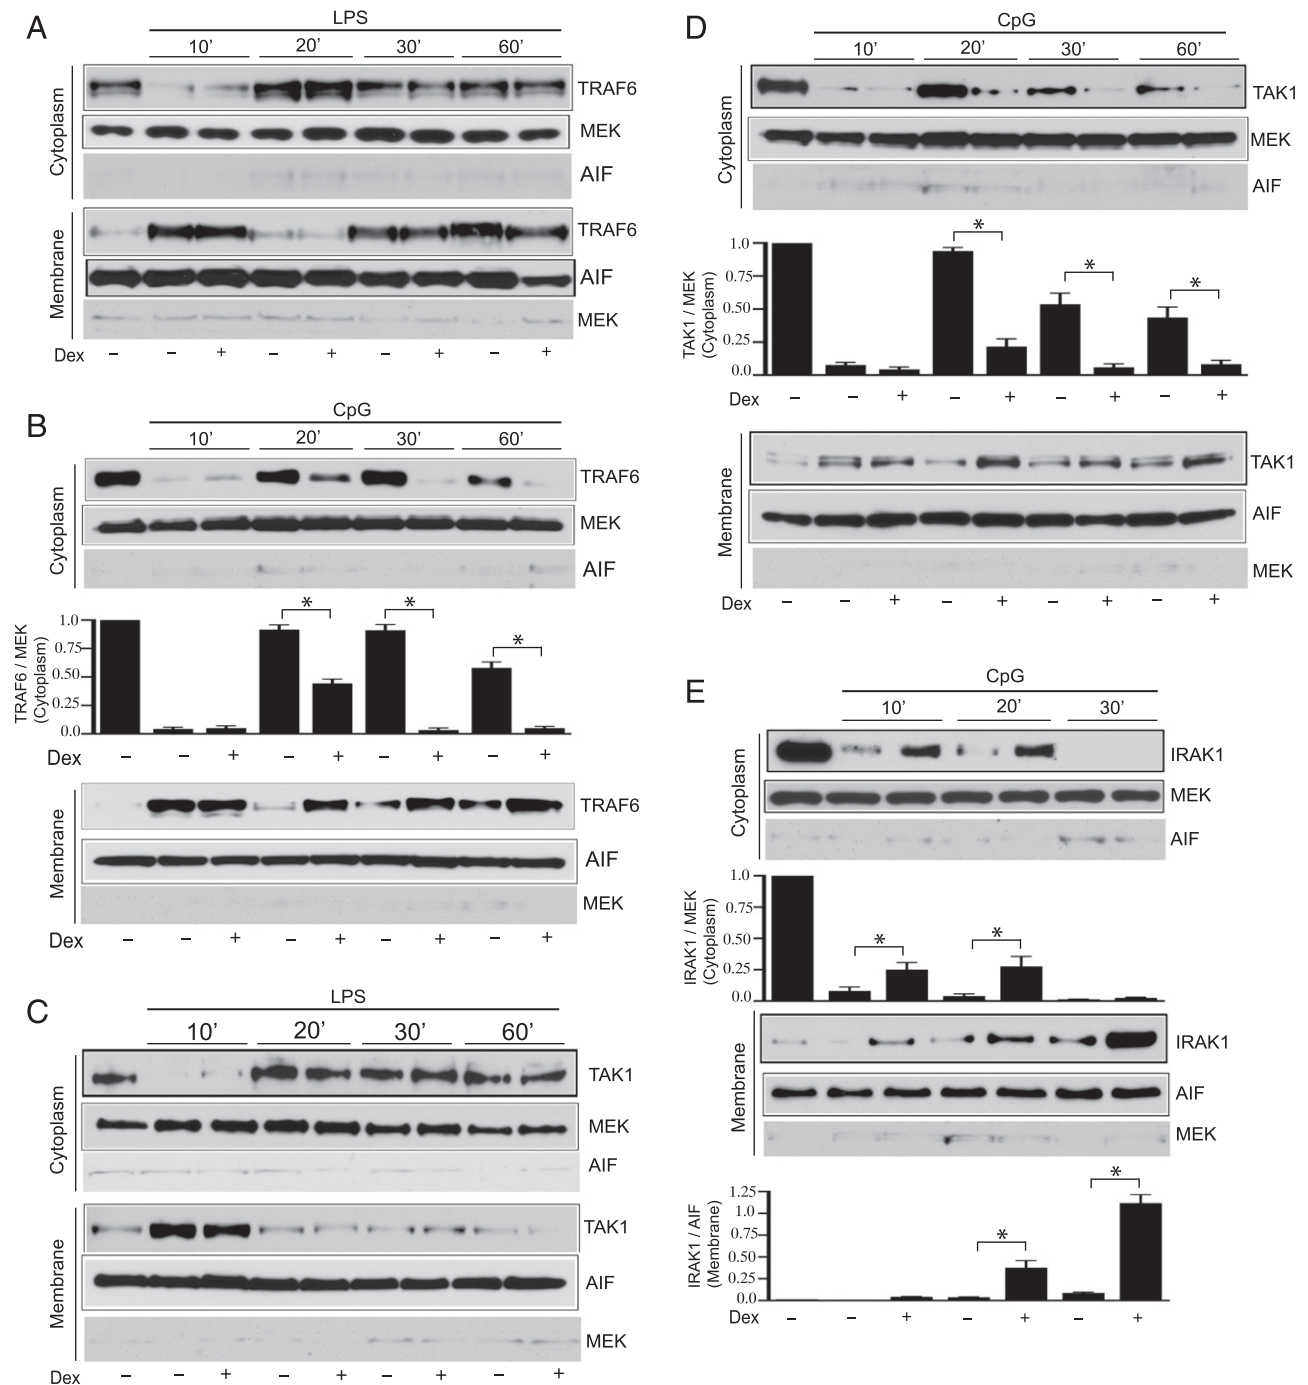 A
LPS
10' 20' 30' 60'
Cytoplasm
TRAF6
MEK
AIF
Membrane
TRAF6
AIF
MEK
Dex – – + – + – + – +
B
CpG
10' 20' 30' 60'
Cytoplasm
TRAF6
MEK
AIF
TRAF6 / MEK
(Cytoplasm)
* *
1.0
*
0.75
0.50
0.25
0.0
Dex – – + – + – + – +
Membrane
TRAF6
AIF
MEK
Dex – – + – + – + – +
C
LPS
10' 20' 30' 60'
Cytoplasm
TAK1
MEK
AIF
Membrane
TAK1
AIF
MEK
Dex – – + – + – + – +
D
CpG
10' 20' 30' 60'
Cytoplasm
TAK1
MEK
AIF
TAK1 / MEK
(Cytoplasm)
*
1.0
*
0.75
*
0.50
0.25
0.0
Dex – – + – + – + – +
Membrane
TAK1
AIF
MEK
Dex – – + – + – + – +
E
CpG
10' 20' 30'
Cytoplasm
IRAK1
MEK
AIF
IRAK1 / MEK
(Cytoplasm)
1.0
0.75
0.50
* *
0.25
0.0
Membrane
IRAK1
AIF
MEK
IRAK1 / AIF
(Membrane)
*
1.25
1.0
0.75
*
0.50
0.25
0.0
Dex – – + – + – +